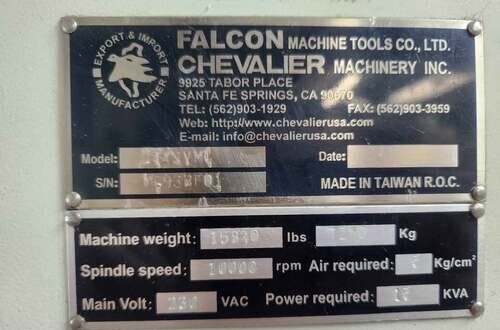 EXPORT & IMPORT
MANUFACTURER
FALCON MACHINE TOOLS CO., LTD.
CHEVALIER MACHINERY INC.
9925 TABOR PLACE
SANTA FE SPRINGS, CA 90670
TEL: (562)903-1929 FAX: (562)903-3959
Web: http://www.chevalierusa.com
E-mail: info@chevalierusa.com
Model: Date:
S/N: MADE IN TAIWAN R.O.C.
Machine weight: lbs Kg
Spindle speed: 10000 rpm Air required: Kg/cm²
Main Volt: 230 VAC Power required: KVA